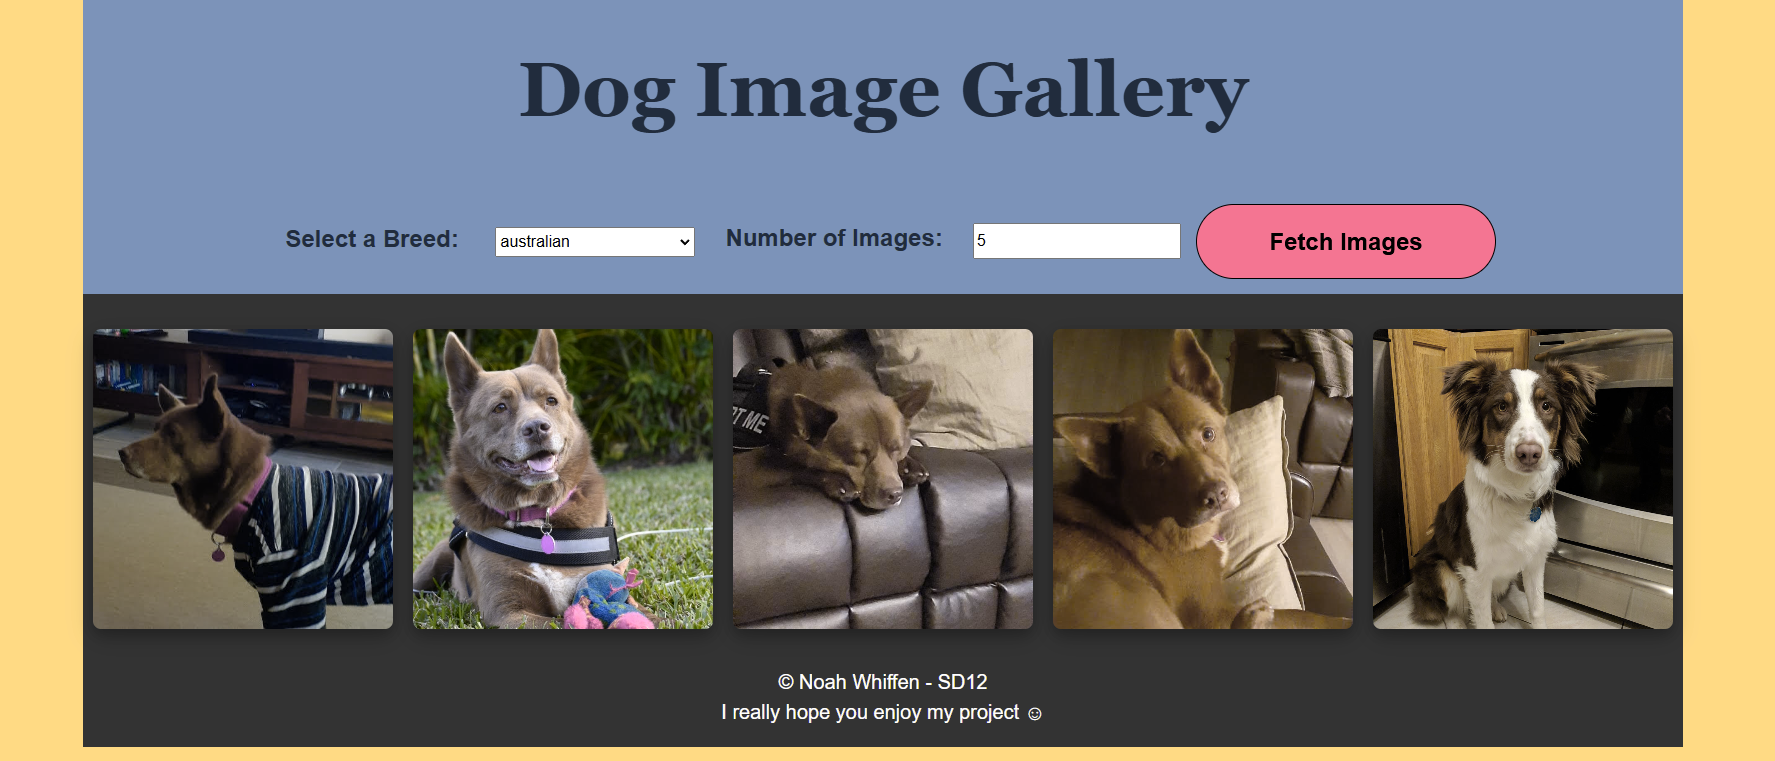 Dog Image Gallery
Select a Breed: australian Number of Images: 5 Fetch Images
PT ME
© Noah Whiffen - SD12
I really hope you enjoy my project ☺